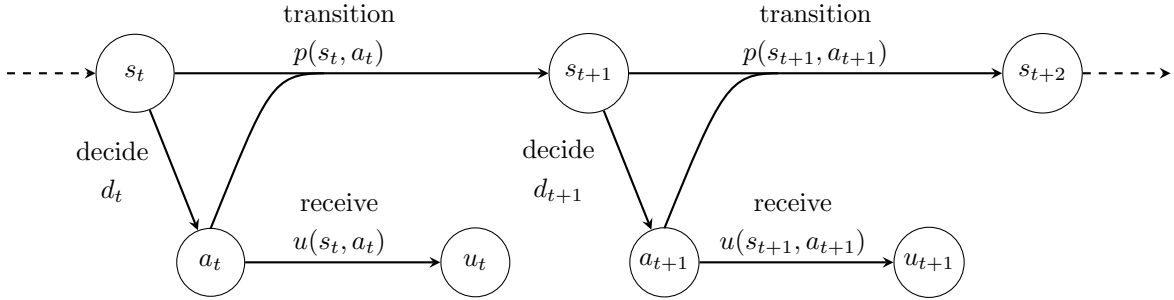 transition
p(s_t, a_t)
transition
p(s_{t+1}, a_{t+1})
s_t
s_{t+1}
s_{t+2}
decide
d_t
decide
d_{t+1}
receive
u(s_t, a_t)
receive
u(s_{t+1}, a_{t+1})
a_t
u_t
a_{t+1}
u_{t+1}